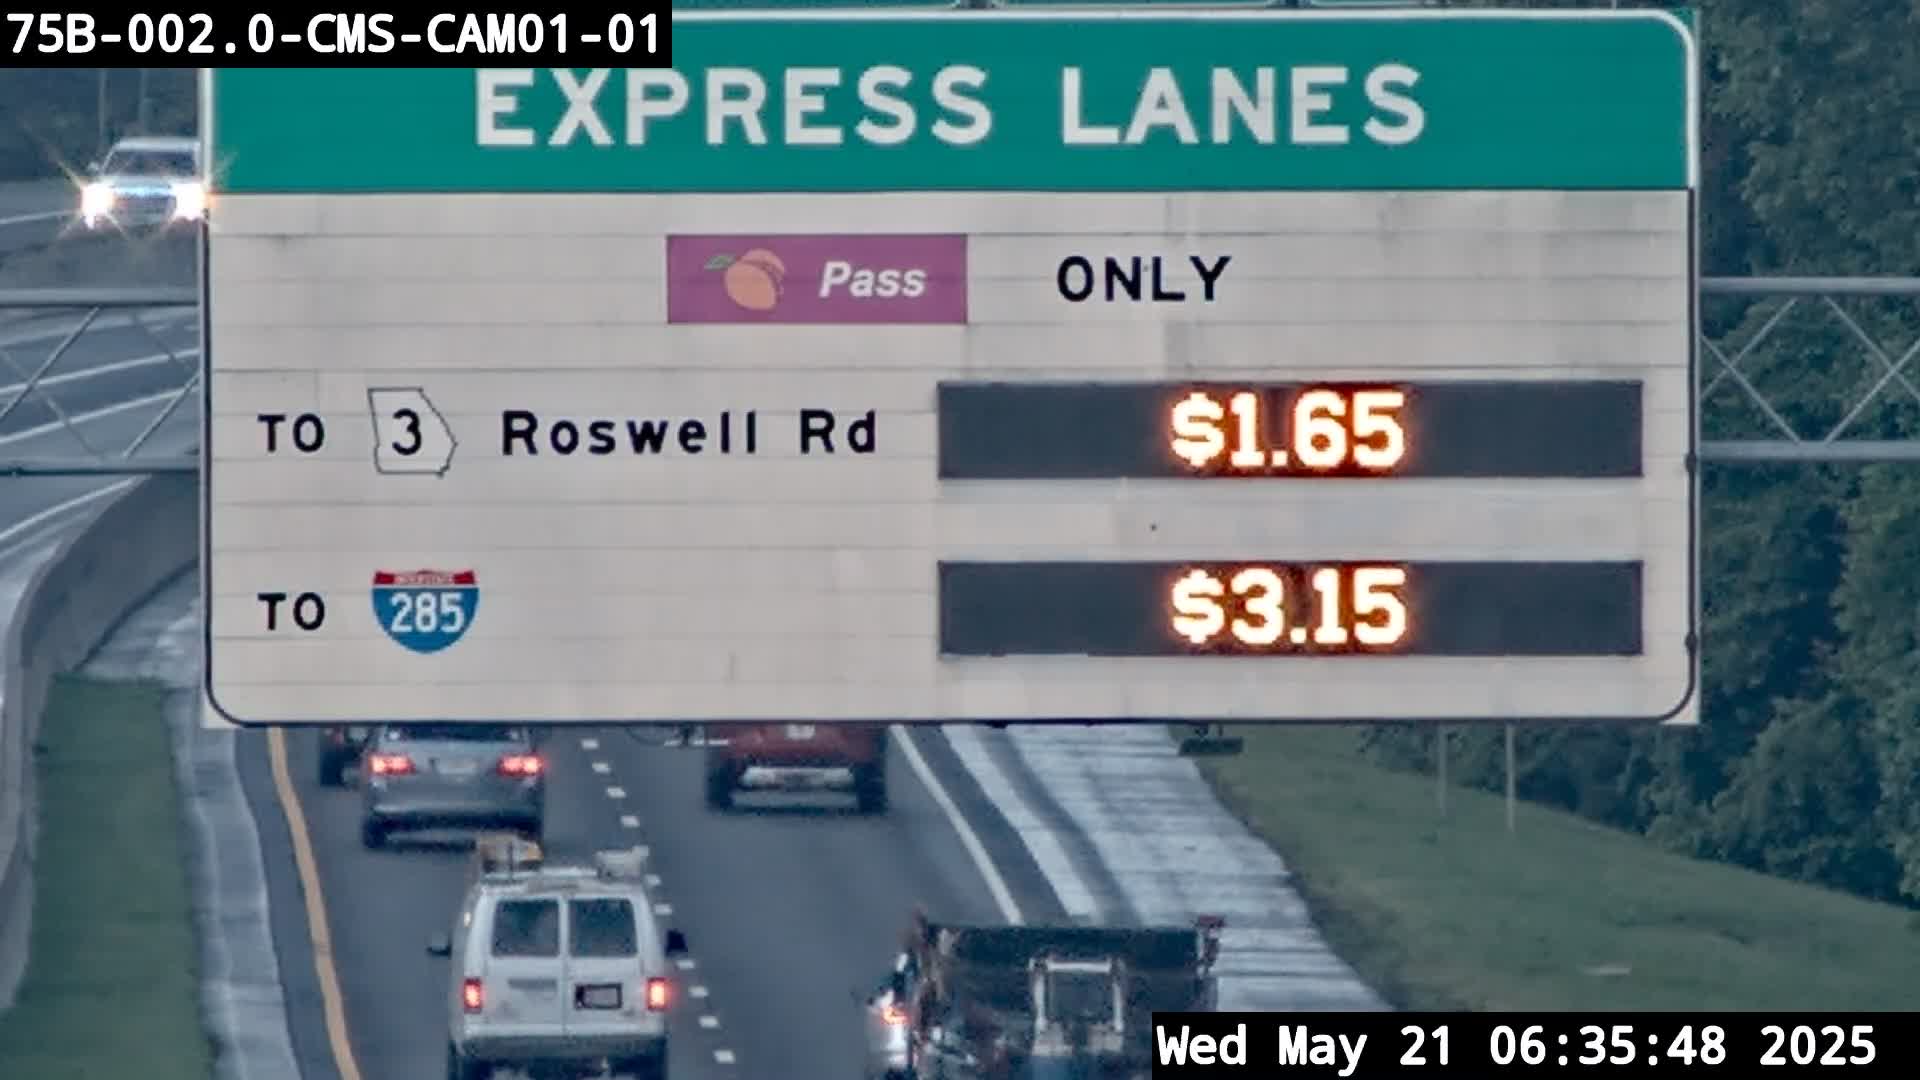 75B-002.0-CMS-CAM01-01
EXPRESS LANES
Pass ONLY
TO 3 Roswell Rd $1.65
TO INTERSTATE 285 $3.15
Wed May 21 06:35:48 2025